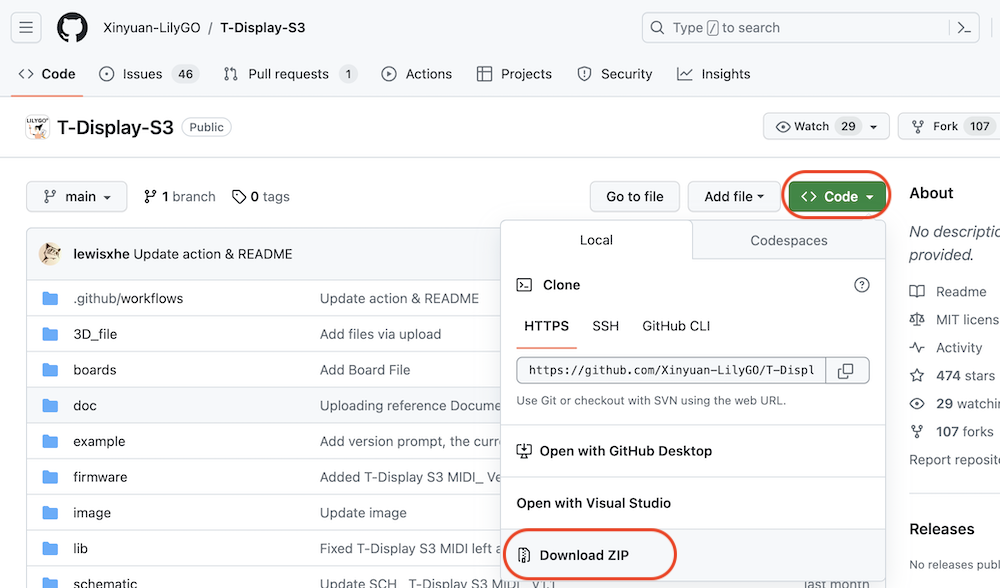 Xinyuan-LilyGO / T-Display-S3
Type / to search
Code
Issues 46
Pull requests 1
Actions
Projects
Security
Insights
LILYGO
T-Display-S3 Public
Watch 29
Fork 107
main
1 branch
0 tags
Go to file
Add file
Code
About
No descriptio
provided.
Readme
MIT licens
Activity
474 stars
29 watchin
107 forks
Report reposito
Releases
No releases publ
lewisxhe Update action & README
.github/workflows Update action & README
3D_file Add files via upload
boards Add Board File
doc Uploading reference Docume
example Add version prompt, the curr
firmware Added T-Display S3 MIDI_ Ve
image Update image
lib Fixed T-Display S3 MIDI left a
schematic Update SCH_ T-Display S3 MIDI_ V1.1 last month
Local
Codespaces
Clone
HTTPS SSH GitHub CLI
https://github.com/Xinyuan-LilyGO/T-Displ
Use Git or checkout with SVN using the web URL.
Open with GitHub Desktop
Open with Visual Studio
Download ZIP